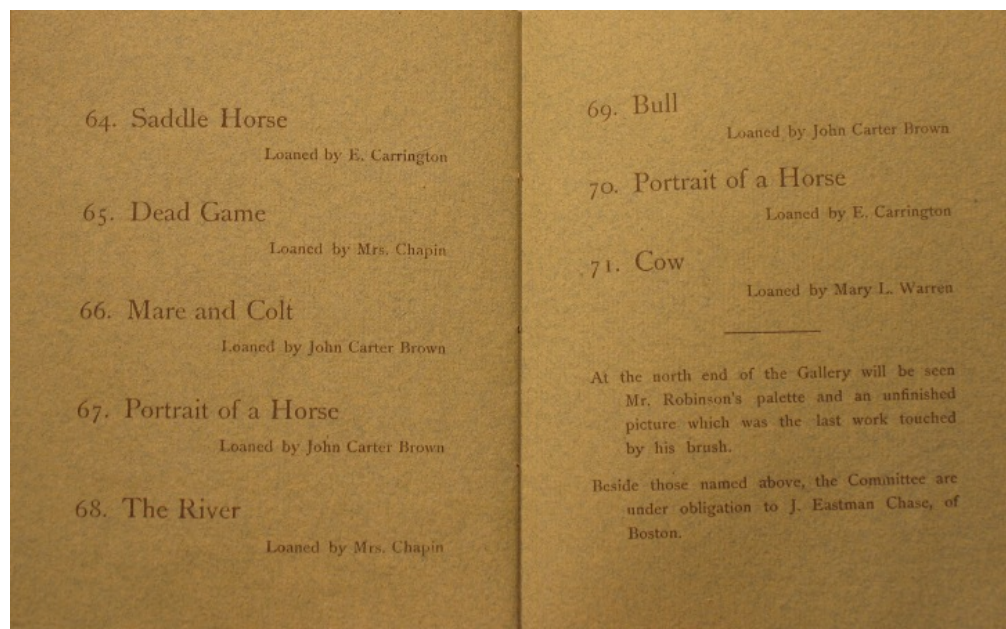 64. Saddle Horse
Loaned by E. Carrington
65. Dead Game
Loaned by Mrs. Chapin
66. Mare and Colt
Loaned by John Carter Brown
67. Portrait of a Horse
Loaned by John Carter Brown
68. The River
Loaned by Mrs. Chapin
69. Bull
Loaned by John Carter Brown
70. Portrait of a Horse
Loaned by E. Carrington
71. Cow
Loaned by Mary L. Warren
At the north end of the Gallery will be seen
Mr. Robinson's palette and an unfinished
picture which was the last work touched
by his brush.
Beside those named above, the Committee are
under obligation to J. Eastman Chase, of
Boston.